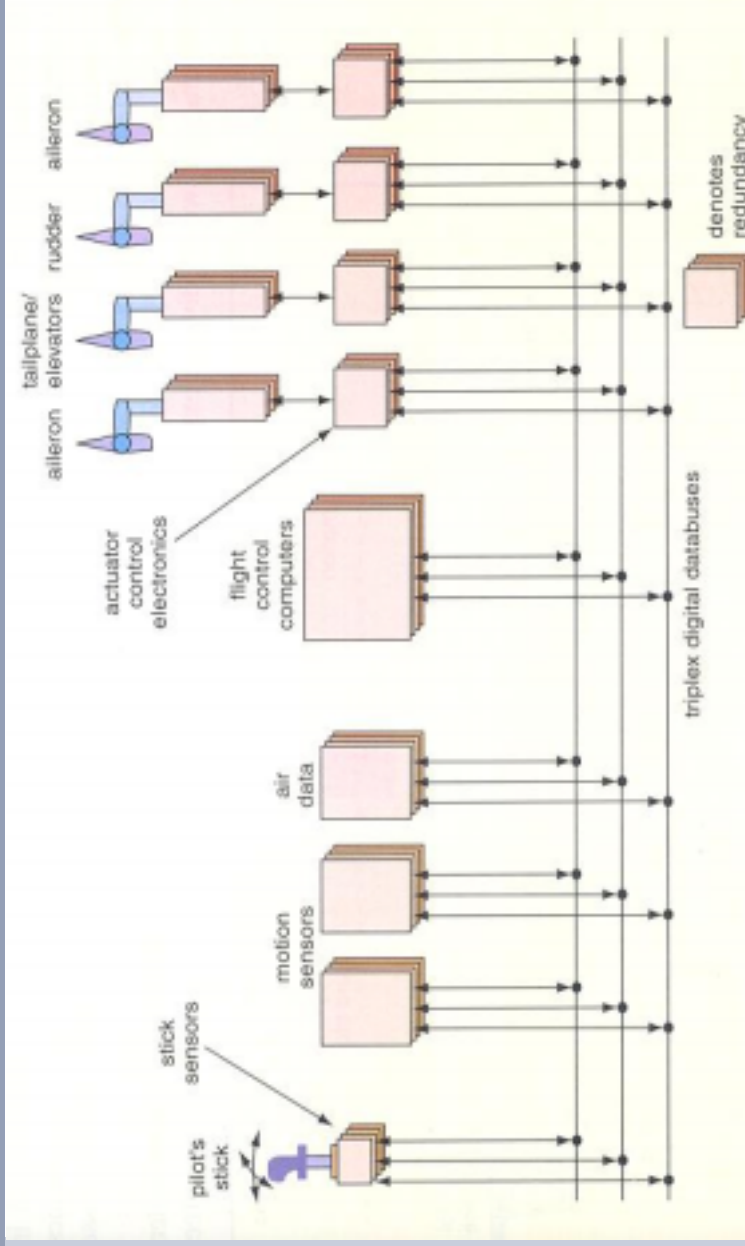 pilot's
stick
stick
sensors
motion
sensors
air
data
flight
control
computers
actuator
control
electronics
aileron
tailplane/
elevators
rudder
aileron
triplex digital databuses
denotes
redundancy